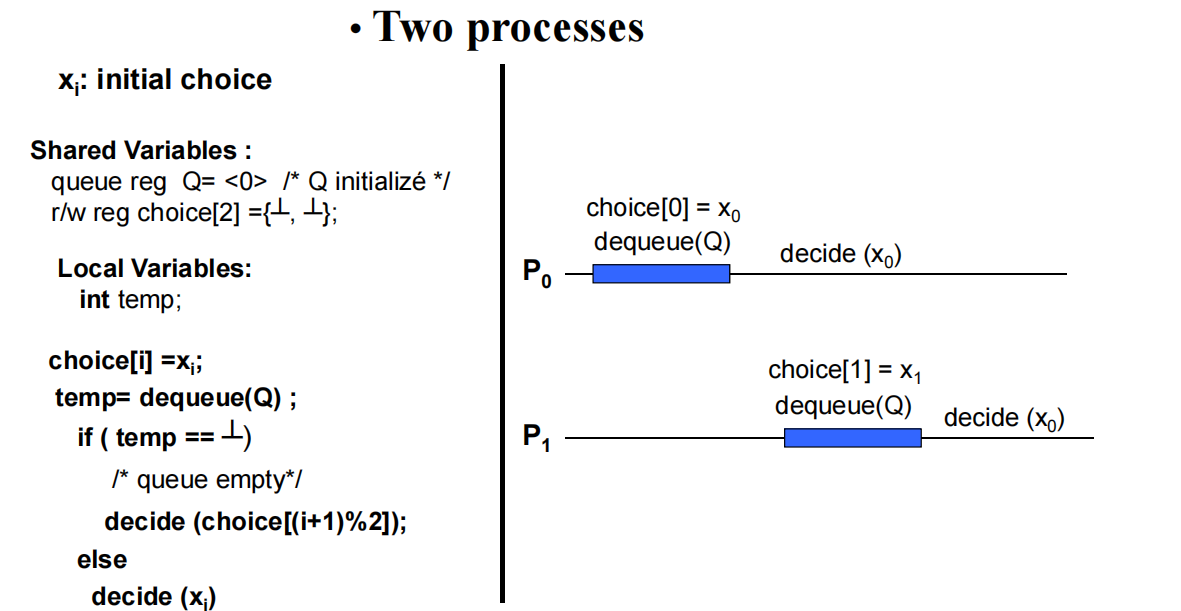 • Two processes
xᵢ: initial choice
Shared Variables :
queue reg Q= <0> /* Q initializé */
r/w reg choice[2] ={⊥, ⊥};
Local Variables:
int temp;
choice[i] =xᵢ;
temp= dequeue(Q) ;
if ( temp == ⊥)
/* queue empty*/
decide (choice[(i+1)%2]);
else
decide (xᵢ)
choice[0] = x₀
dequeue(Q)
decide (x₀)
P₀
choice[1] = x₁
dequeue(Q)
decide (x₀)
P₁